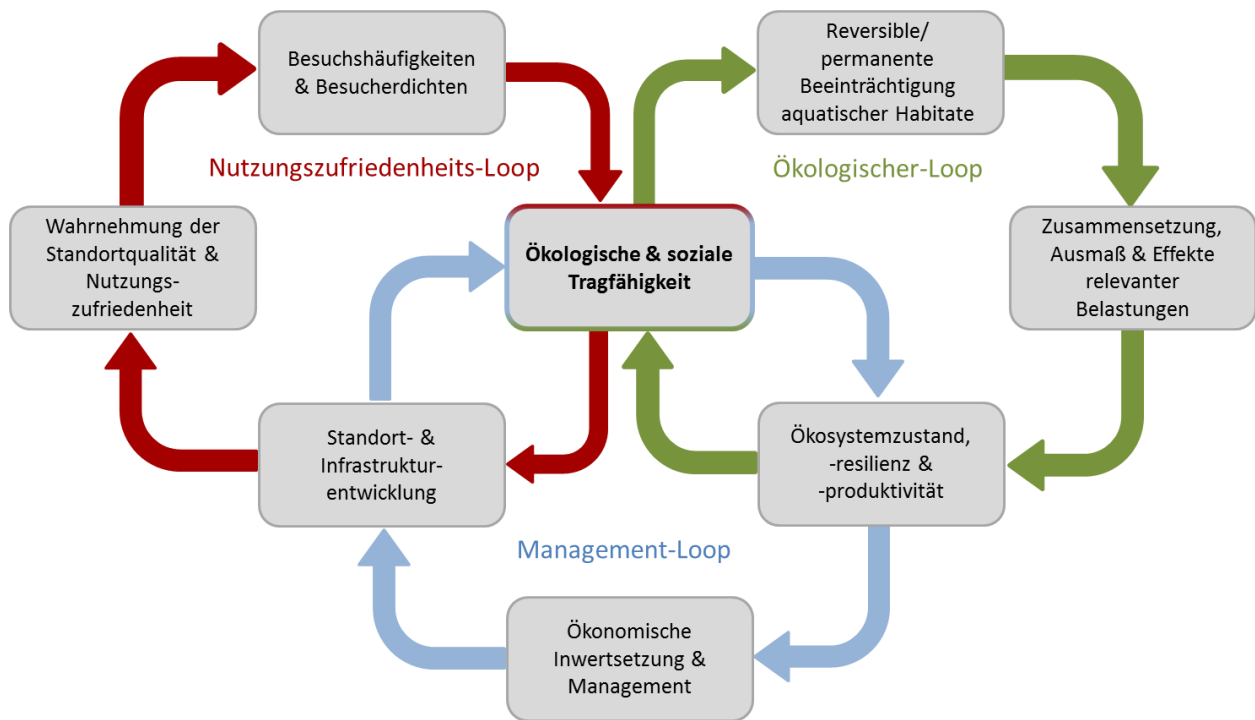 Besuchshäufigkeiten
& Besucherdichten
Reversible/
permanente
Beeinträchtigung
aquatischer Habitate
Nutzungszufriedenheits-Loop
Ökologischer-Loop
Wahrnehmung der
Standortqualität &
Nutzungs-
zufriedenheit
Ökologische & soziale
Tragfähigkeit
Zusammensetzung,
Ausmaß & Effekte
relevanter
Belastungen
Standort- &
Infrastruktur-
entwicklung
Ökosystemzustand,
-resilienz &
-produktivität
Management-Loop
Ökonomische
Inwertsetzung &
Management